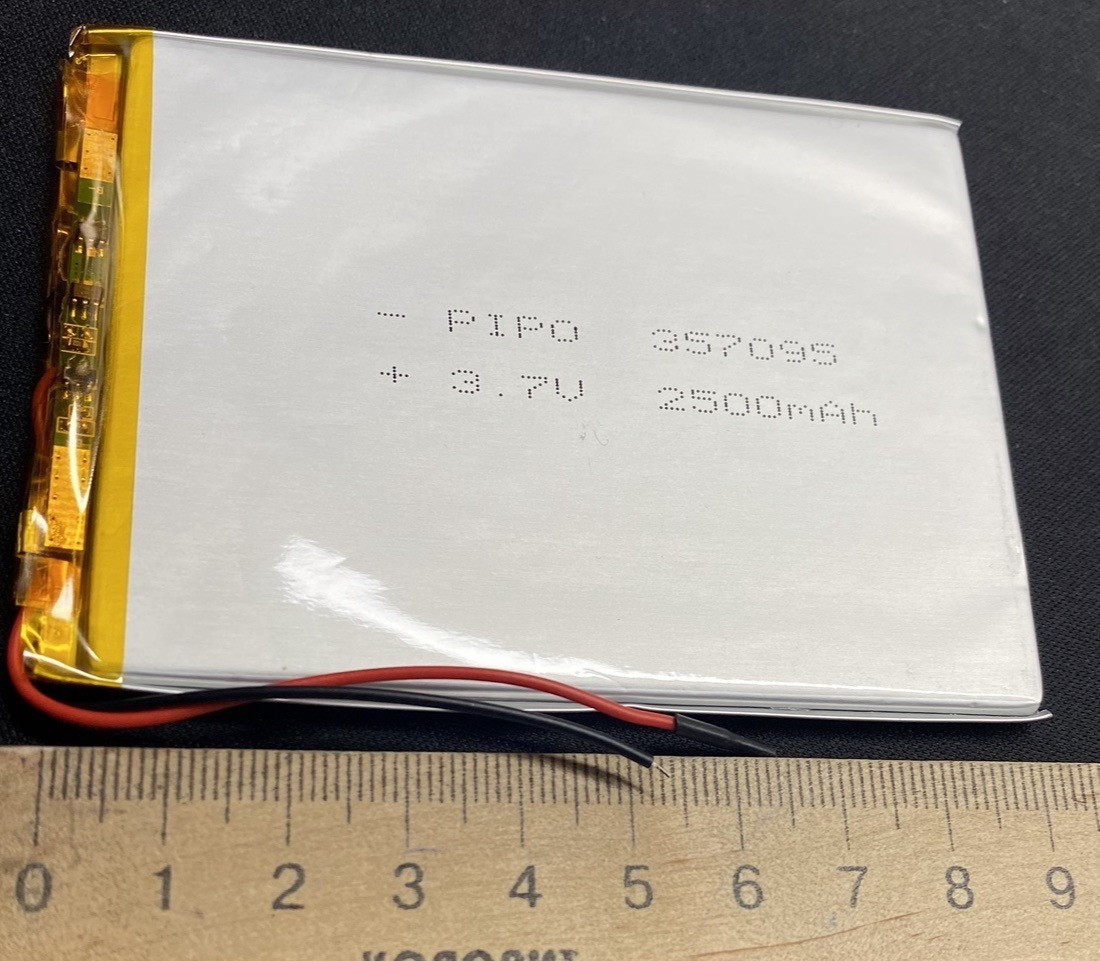 - PIPO 357095
+ 3.7V 2500mAh
0 1 2 3 4 5 6 7 8 9